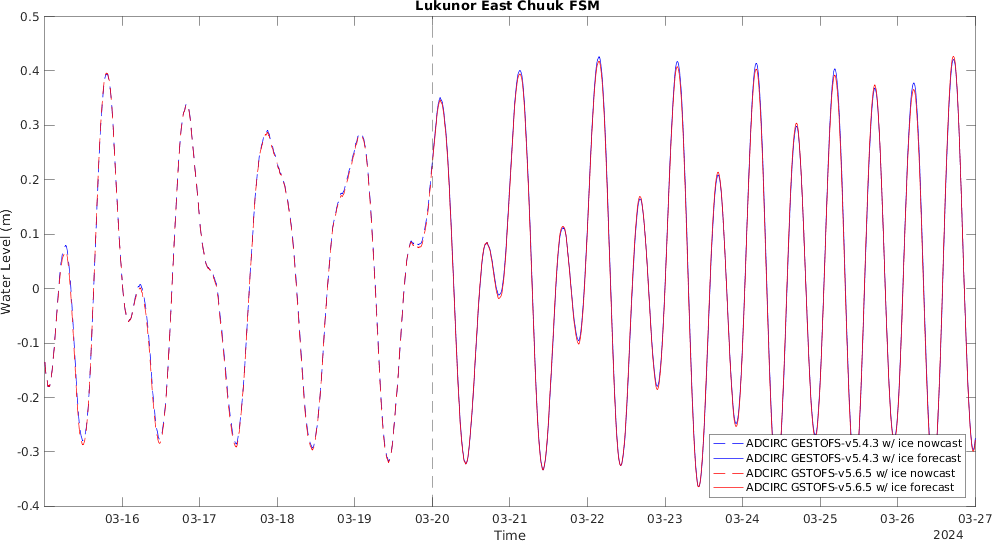 Lukunor East Chuuk FSM
0.5
0.4
0.3
0.2
0.1
0
-0.1
-0.2
-0.3
-0.4
Water Level (m)
ADCIRC GESTOFS-v5.4.3 w/ ice nowcast
ADCIRC GESTOFS-v5.4.3 w/ ice forecast
ADCIRC GSTOFS-v5.6.5 w/ ice nowcast
ADCIRC GSTOFS-v5.6.5 w/ ice forecast
03-16 03-17 03-18 03-19 03-20 03-21 03-22 03-23 03-24 03-25 03-26 03-27
Time
2024